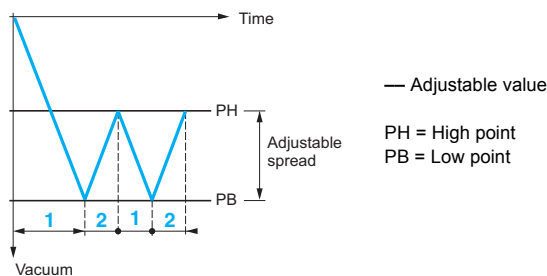 Time
PH
Adjustable
spread
PB
1 2 1 2
Vacuum
— Adjustable value
PH = High point
PB = Low point